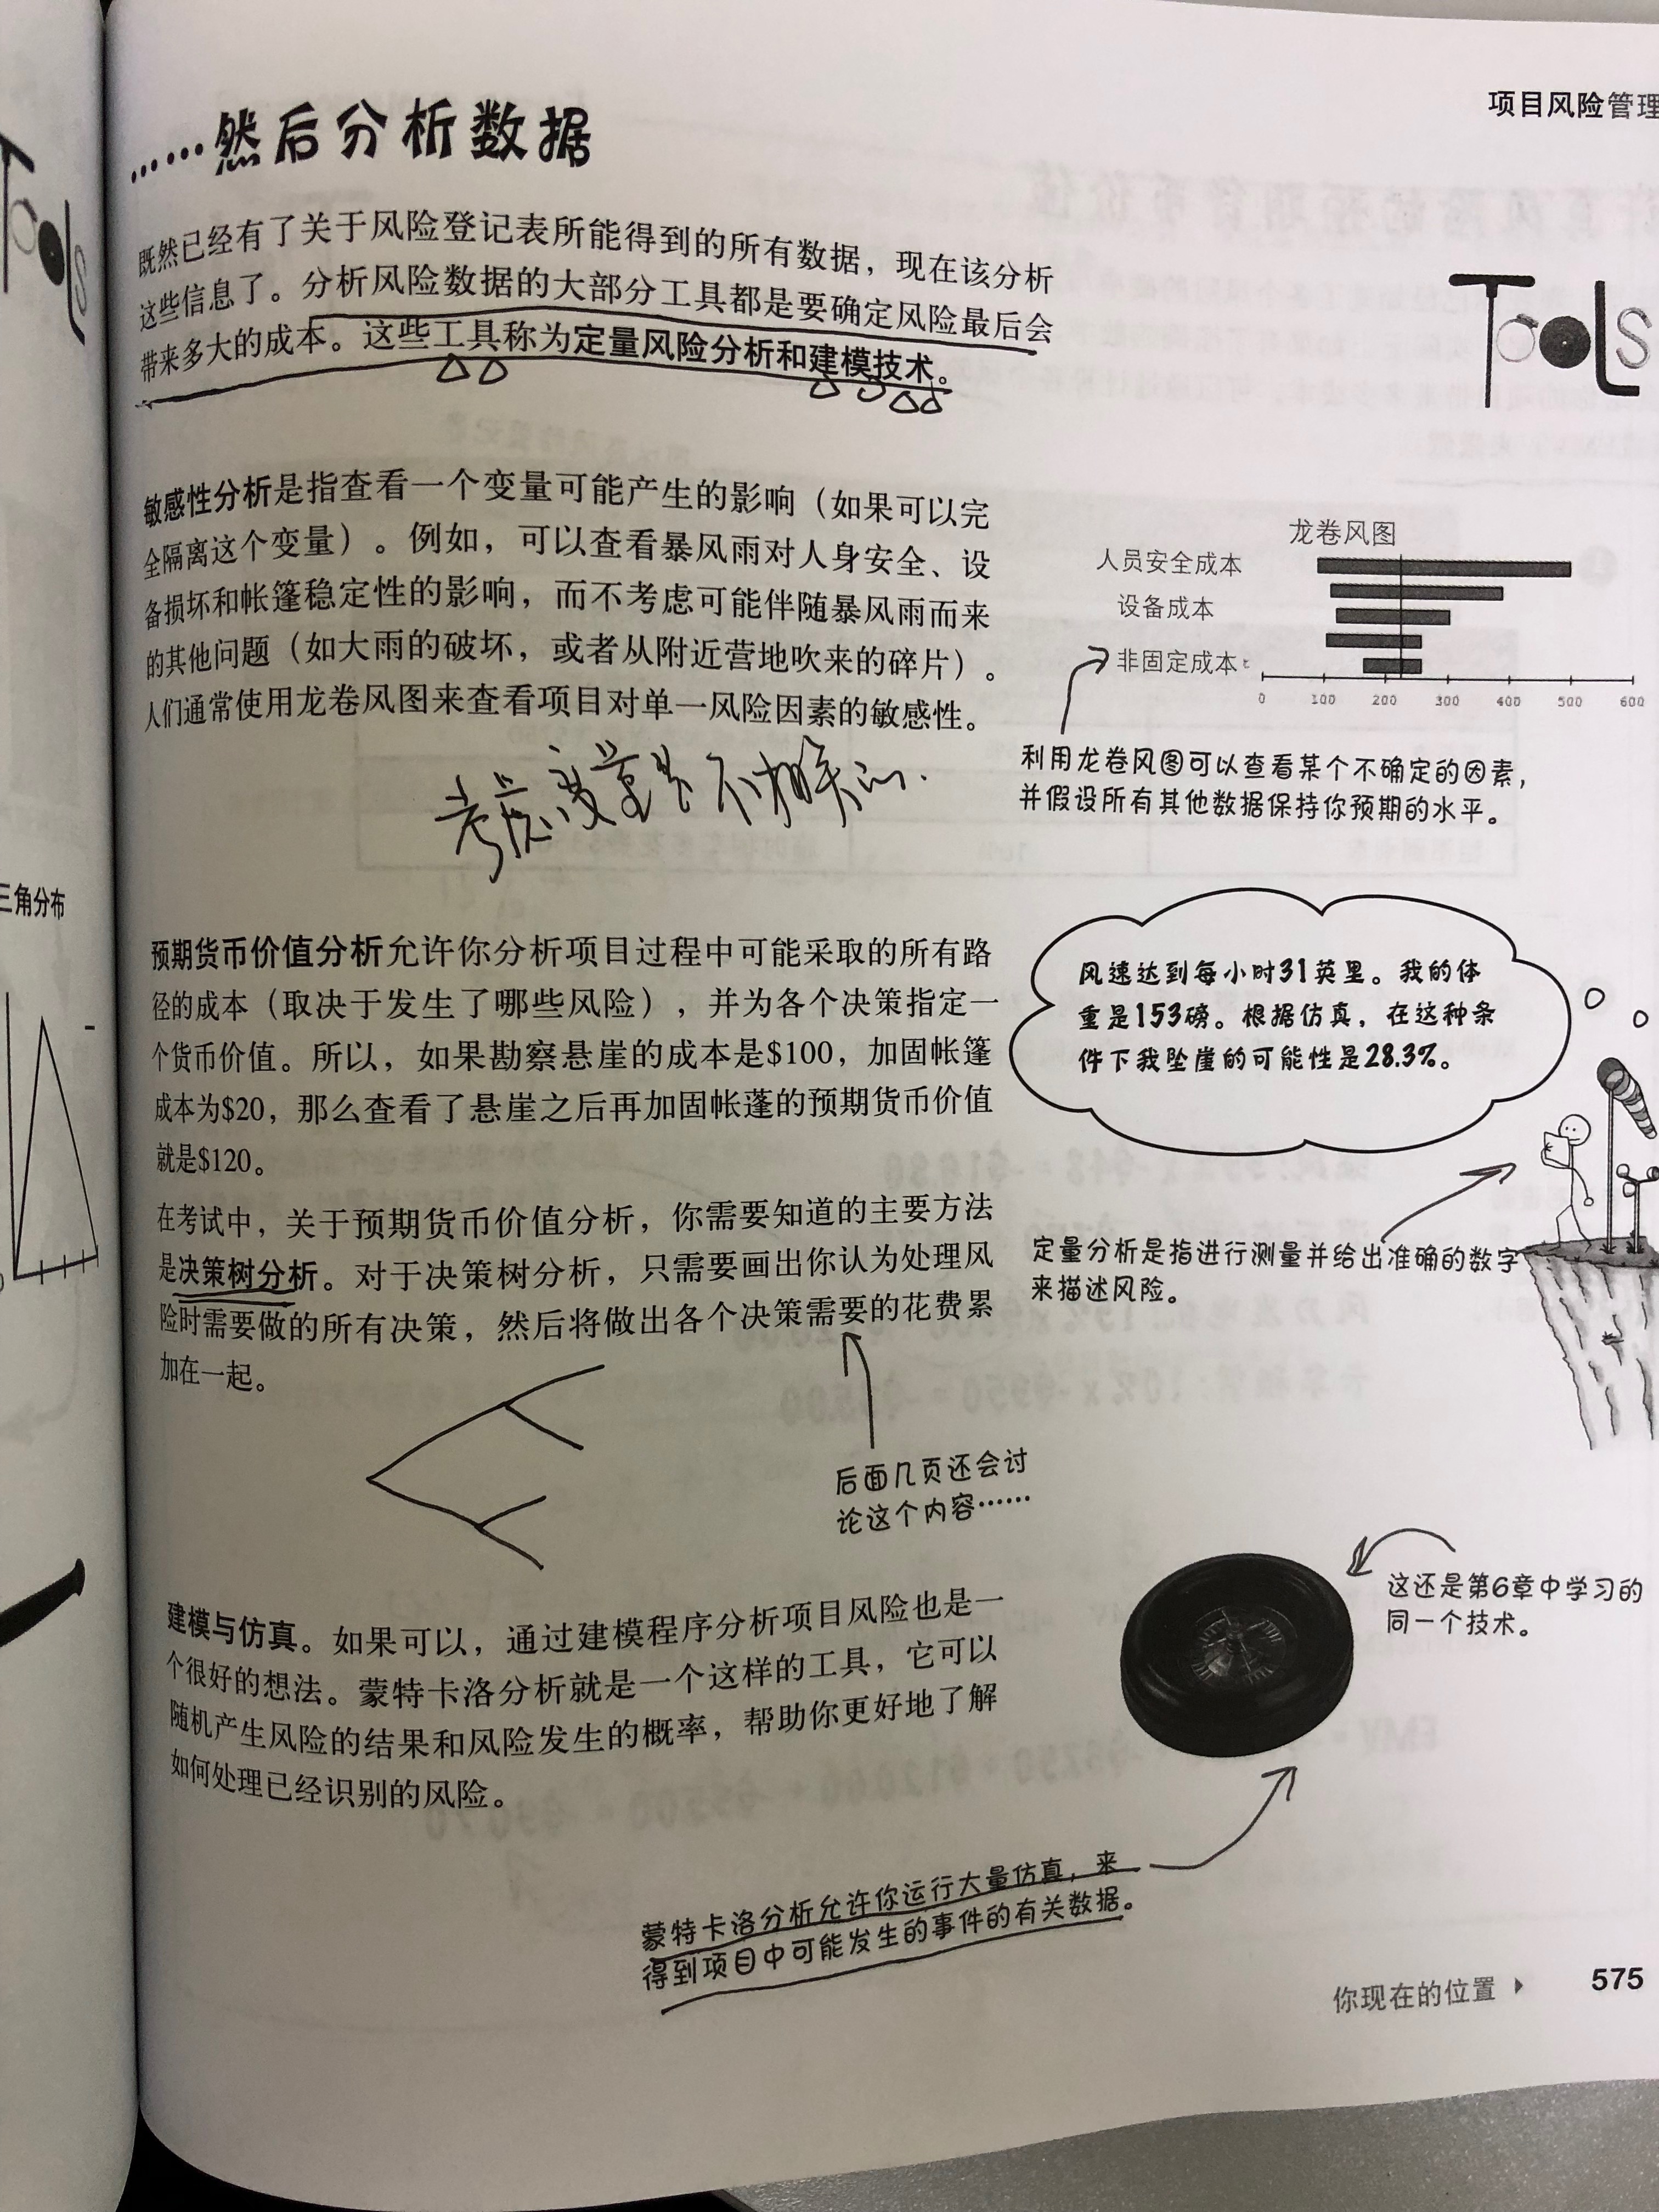 项目风险管理
……然后分析数据
既然已经有了关于风险登记表所能得到的所有数据，现在该分析
这些信息了。分析风险数据的大部分工具都是要确定风险最后会
带来多大的成本。这些工具称为定量风险分析和建模技术。
TOOLS
敏感性分析是指查看一个变量可能产生的影响（如果可以完
全隔离这个变量）。例如，可以查看暴风雨对人身安全、设
备损坏和帐篷稳定性的影响，而不考虑可能伴随暴风雨而来
的其他问题（如大雨的破坏，或者从附近营地吹来的碎片）。
人们通常使用龙卷风图来查看项目对单一风险因素的敏感性。
考虑变量是不相关的.
龙卷风图
人员安全成本
设备成本
非固定成本
0 100 200 300 400 500 600
利用龙卷风图可以查看某个不确定的因素，
并假设所有其他数据保持你预期的水平。
三角分布
预期货币价值分析允许你分析项目过程中可能采取的所有路
径的成本（取决于发生了哪些风险），并为各个决策指定一
个货币价值。所以，如果勘察悬崖的成本是$100，加固帐篷
成本为$20，那么查看了悬崖之后再加固帐蓬的预期货币价值
就是$120。
在考试中，关于预期货币价值分析，你需要知道的主要方法
是决策树分析。对于决策树分析，只需要画出你认为处理风
险时需要做的所有决策，然后将做出各个决策需要的花费累
加在一起。
风速达到每小时31英里。我的体
重是153磅。根据仿真，在这种条
件下我坠崖的可能性是28.3%。
定量分析是指进行测量并给出准确的数字
来描述风险。
后面几页还会讨
论这个内容……
建模与仿真。如果可以，通过建模程序分析项目风险也是一
个很好的想法。蒙特卡洛分析就是一个这样的工具，它可以
随机产生风险的结果和风险发生的概率，帮助你更好地了解
如何处理已经识别的风险。
这还是第6章中学习的
同一个技术。
蒙特卡洛分析允许你运行大量仿真，来
得到项目中可能发生的事件的有关数据。
你现在的位置 575